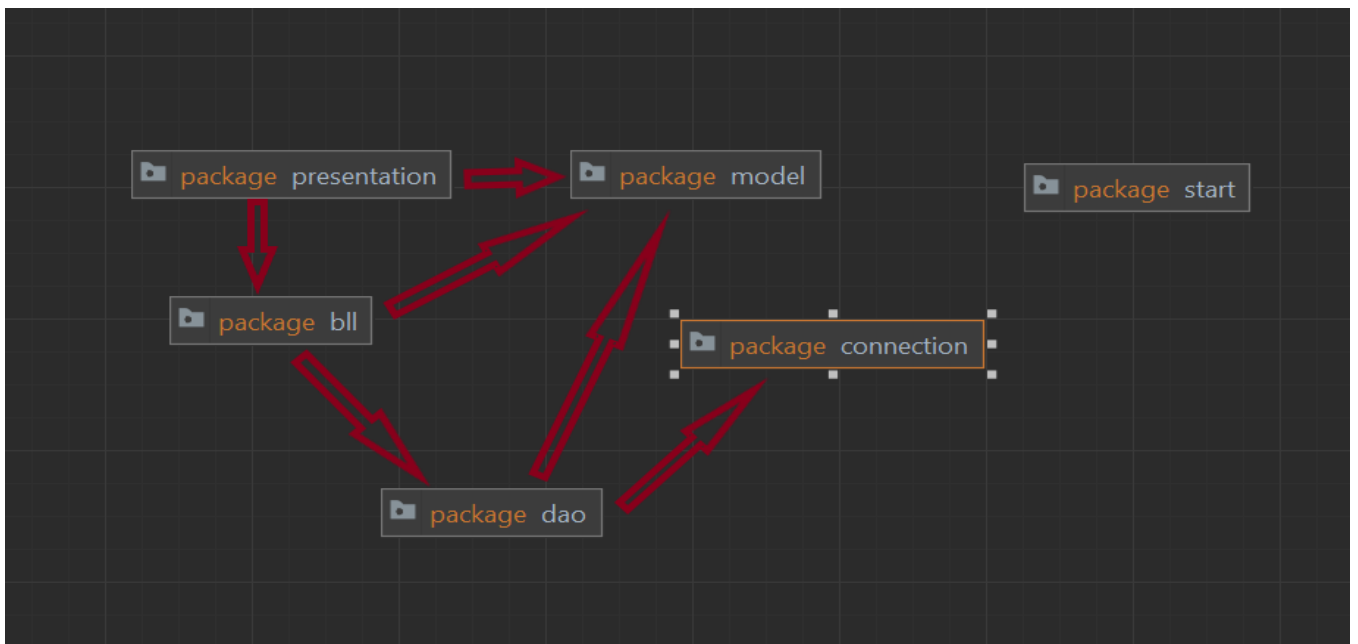 package presentation
package model
package start
package bll
package connection
package dao